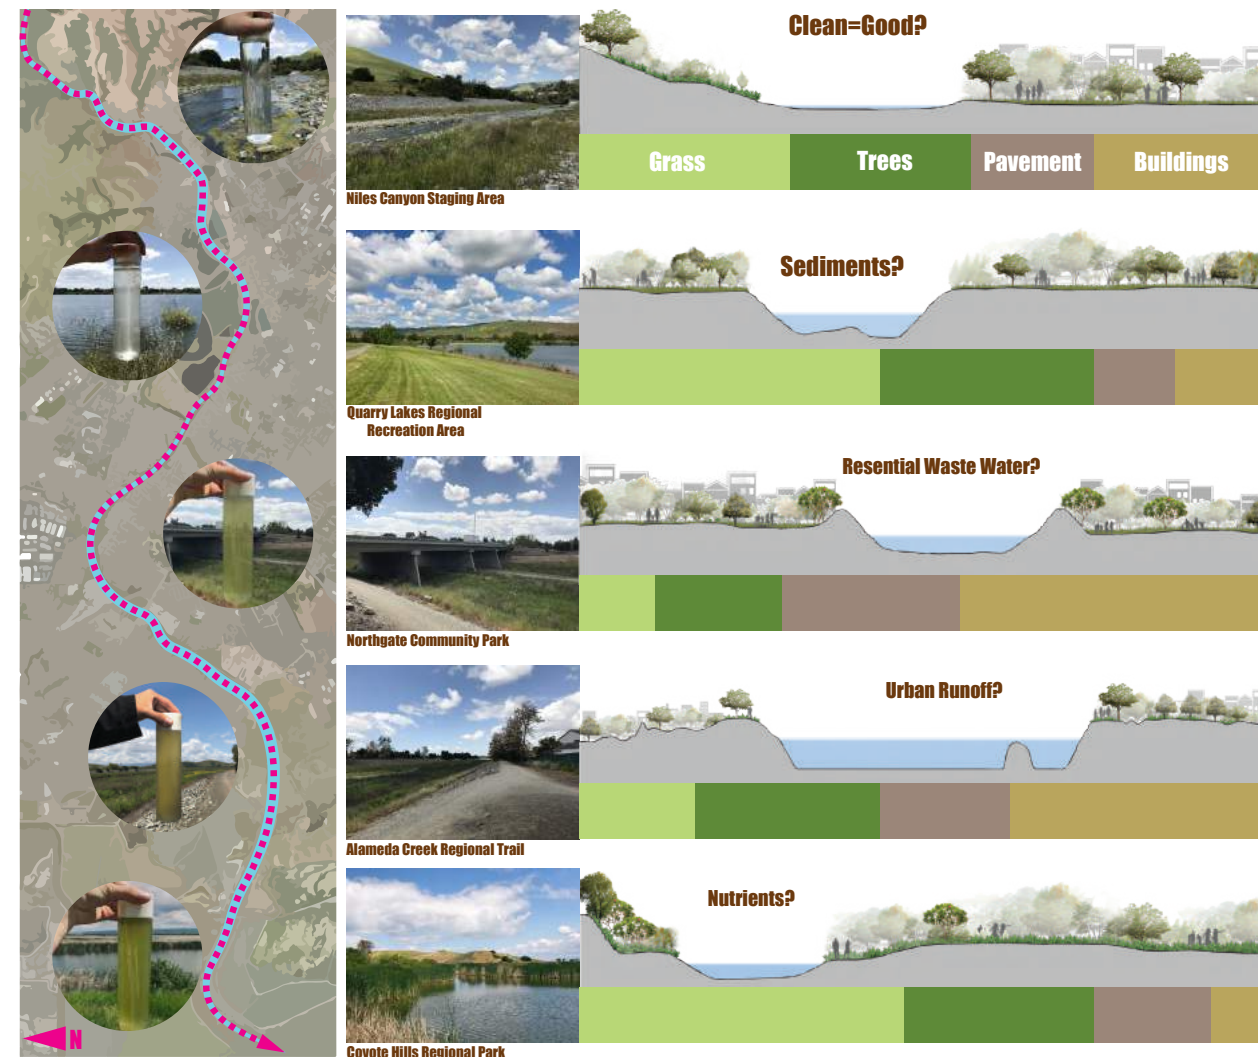 Clean=Good?
Grass
Trees
Pavement
Buildings
Niles Canyon Staging Area
Sediments?
Quarry Lakes Regional
Recreation Area
Resential Waste Water?
Northgate Community Park
Urban Runoff?
Alameda Creek Regional Trail
Nutrients?
Coyote Hills Regional Park
N